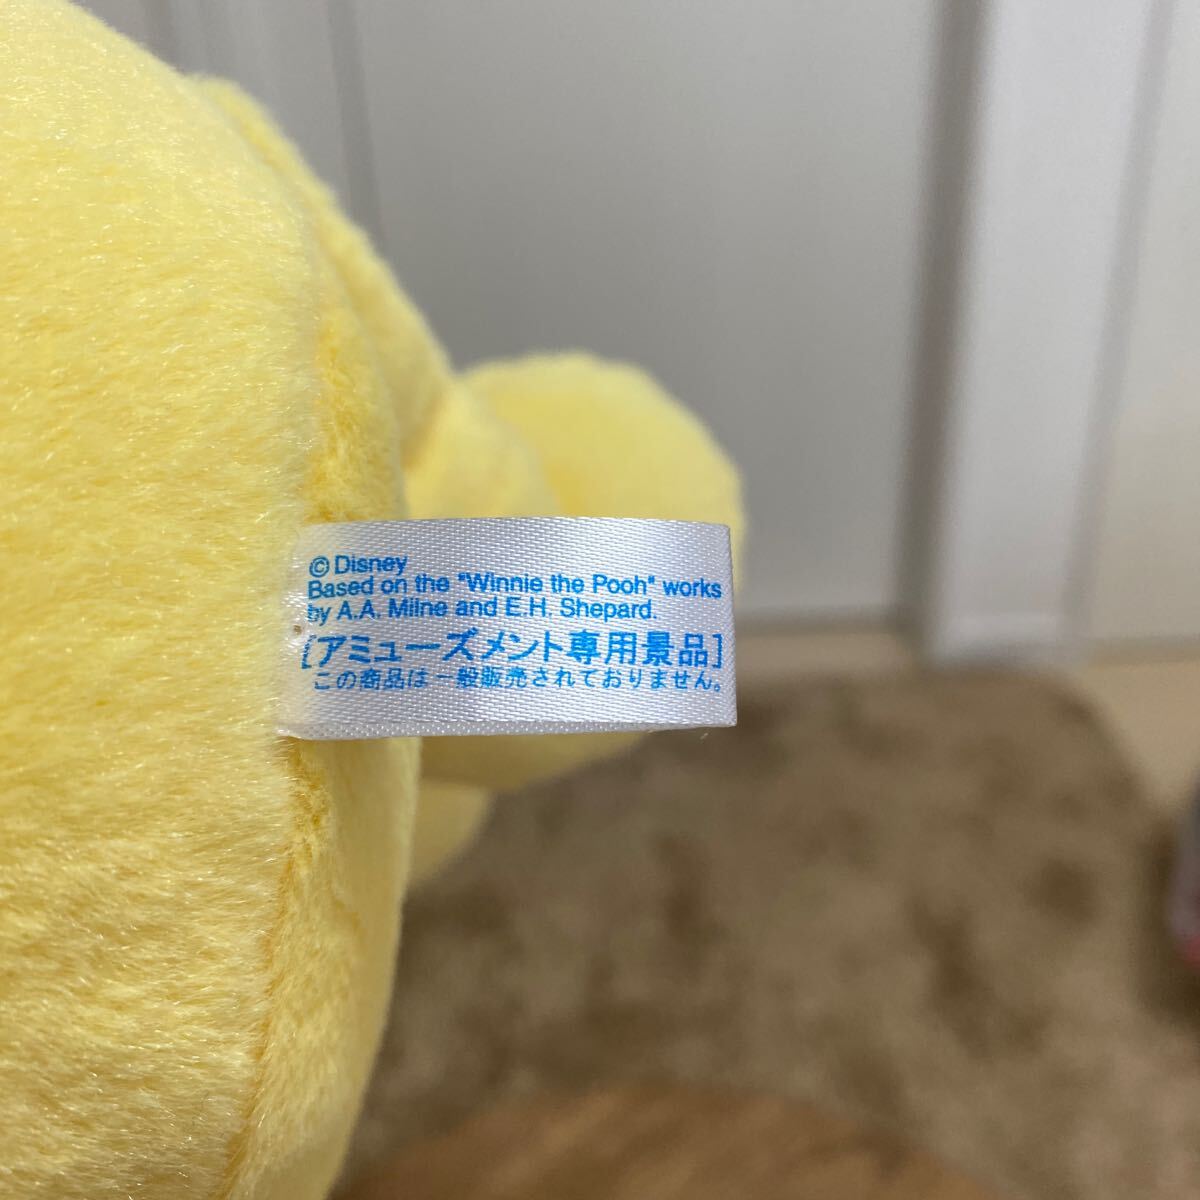 © Disney
Based on the "Winnie the Pooh" works
by A.A. Milne and E.H. Shepard.
［アミューズメント専用景品］
この商品は一般販売されておりません。